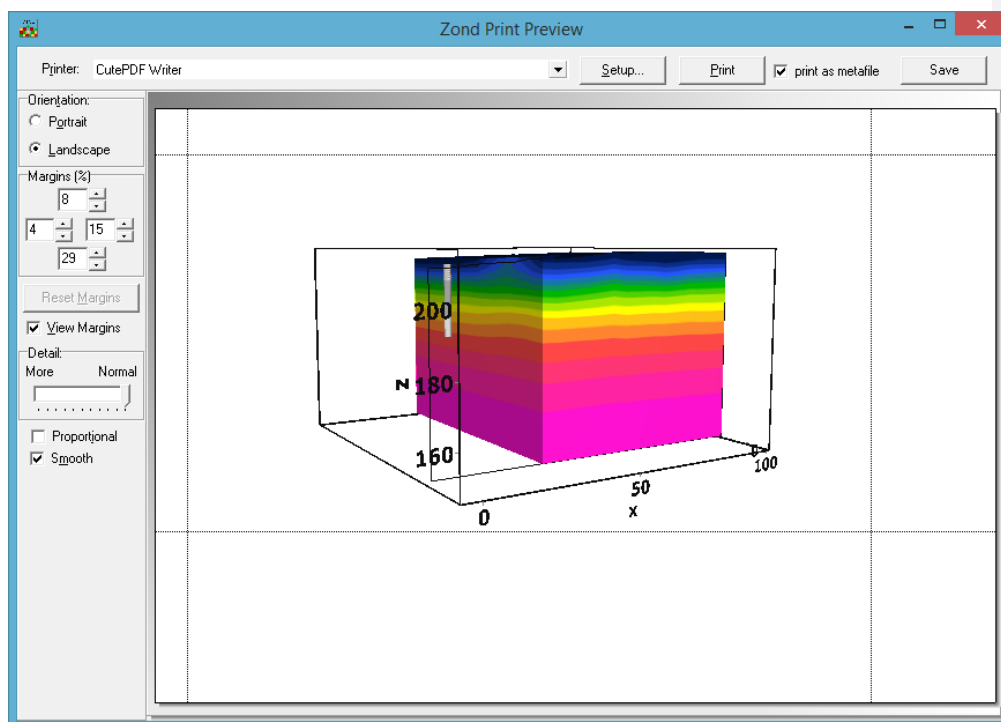 Zond Print Preview
Printer: CutePDF Writer Setup... Print print as metafile Save
Orientation:
Portrait
Landscape
Margins (%)
8
4 15
29
Reset Margins
View Margins
Detail:
More Normal
Proportional
Smooth
200
Z 180
160
0 50 100
X